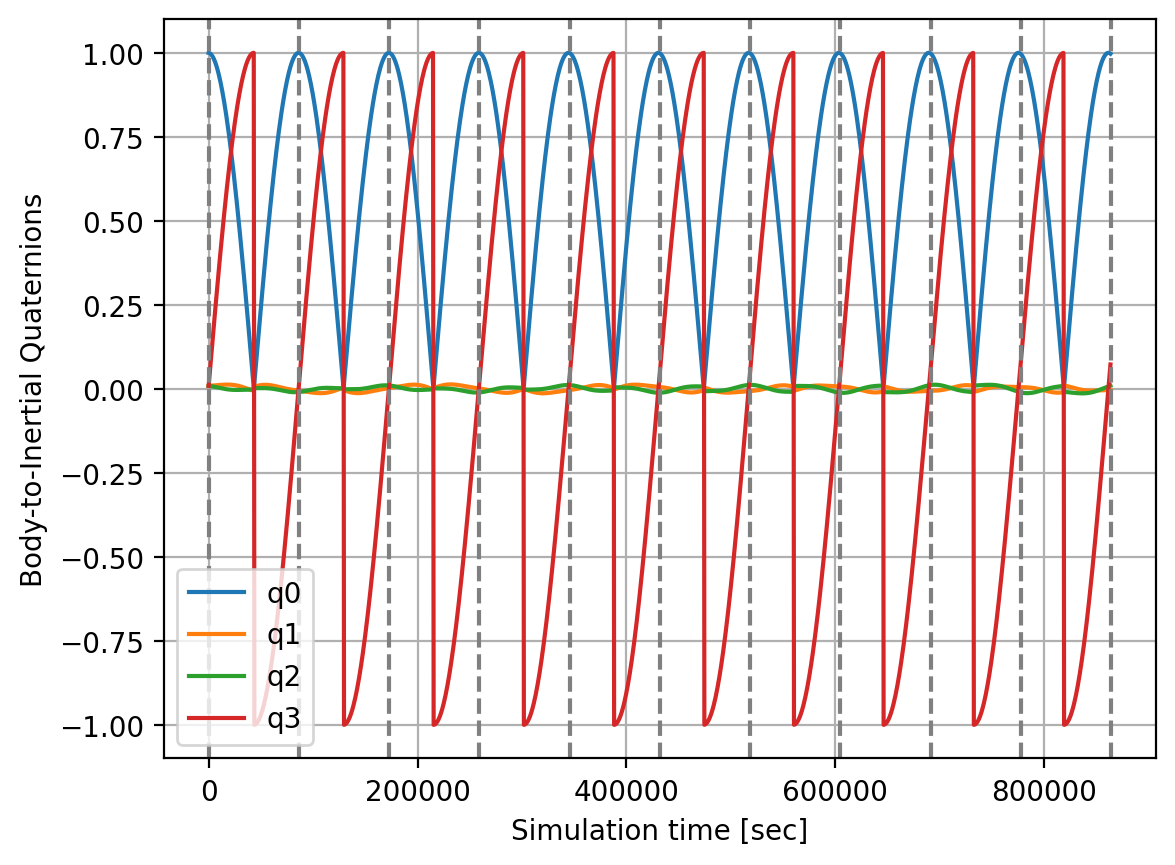 1.00
0.75
0.50
0.25
0.00
−0.25
−0.50
−0.75
−1.00
Body-to-Inertial Quaternions
q0
q1
q2
q3
0 200000 400000 600000 800000
Simulation time [sec]